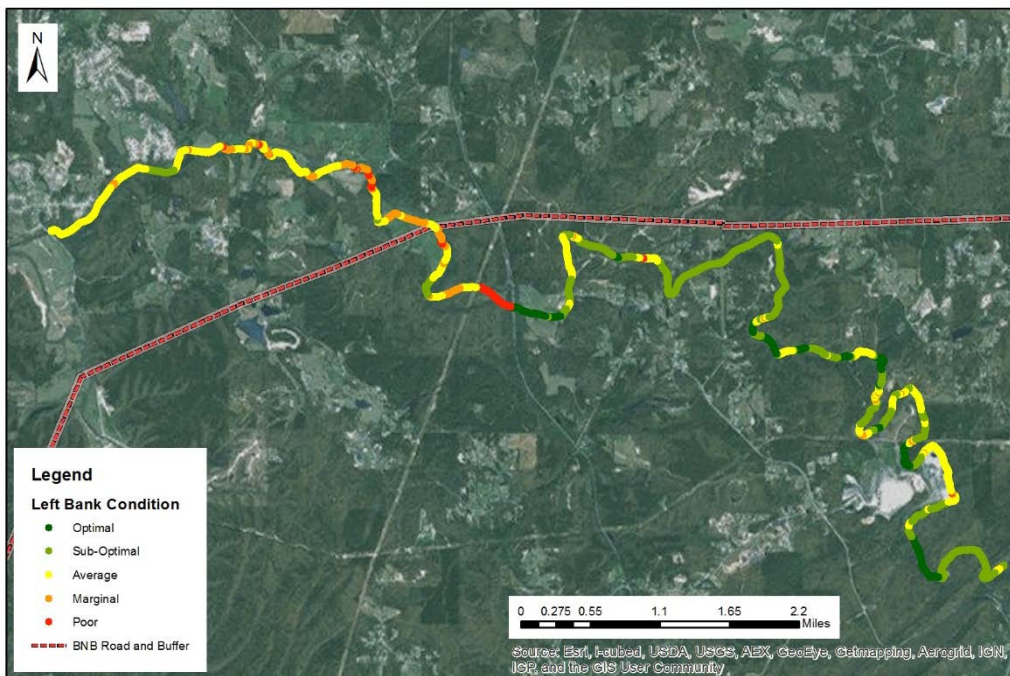 N
Legend
Left Bank Condition
Optimal
Sub-Optimal
Average
Marginal
Poor
BNB Road and Buffer
0 0.275 0.55 1.1 1.65 2.2
Miles
Source: Esri, i-cubed, USDA, USGS, AEX, GeoEye, Getmapping, Aerogrid, IGN,
IGP, and the GIS User Community